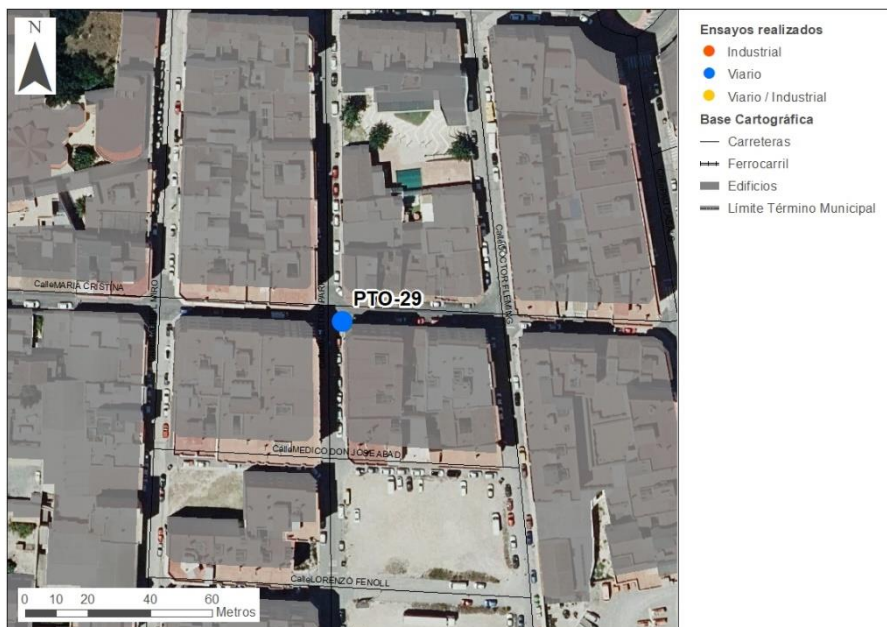 N
Ensayos realizados
Industrial
Viario
Viario / Industrial
Base Cartográfica
Carreteras
Ferrocarril
Edificios
Límite Término Municipal
CalleDOCTOR FLEMING
CalleMARIA CRISTINA
PTO-29
CalleMEDICO DON JOSE ABAD
CalleLORENZO FENOLL
0 10 20 40 60
Metros